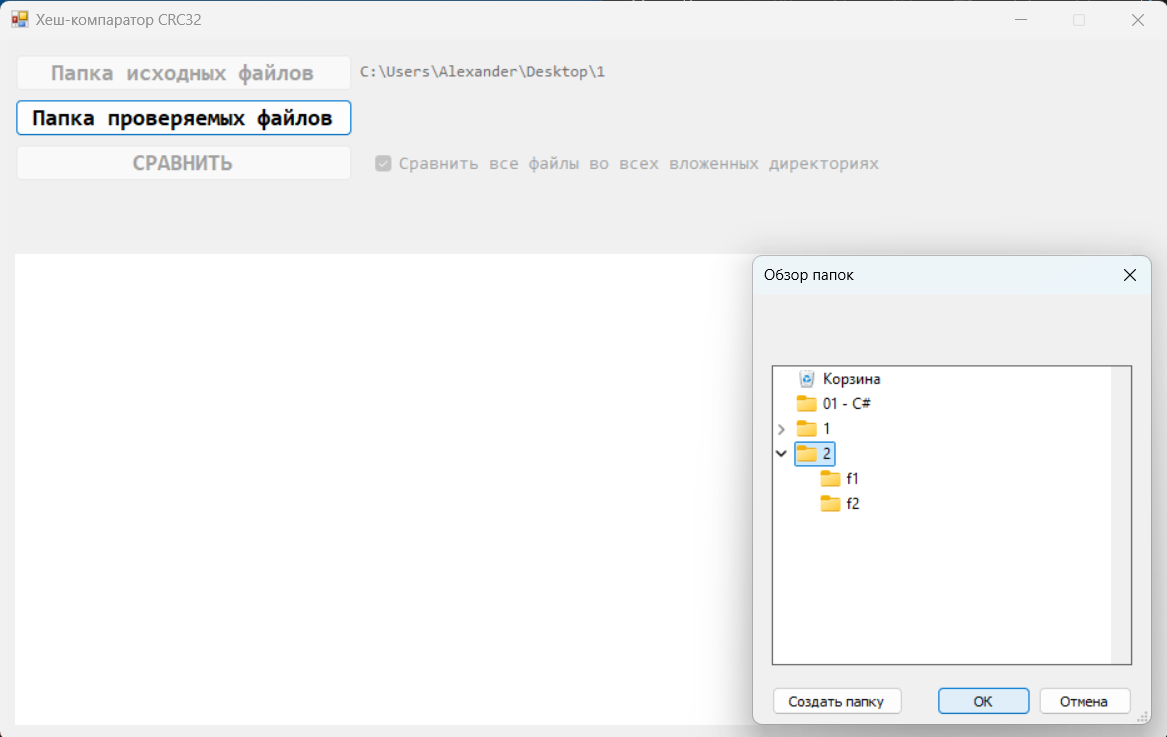 Хеш-компаратор CRC32
Папка исходных файлов
C:\Users\Alexander\Desktop\1
Папка проверяемых файлов
СРАВНИТЬ
Сравнить все файлы во всех вложенных директориях
Обзор папок
Корзина
01 - C#
1
2
f1
f2
Создать папку
ОК
Отмена